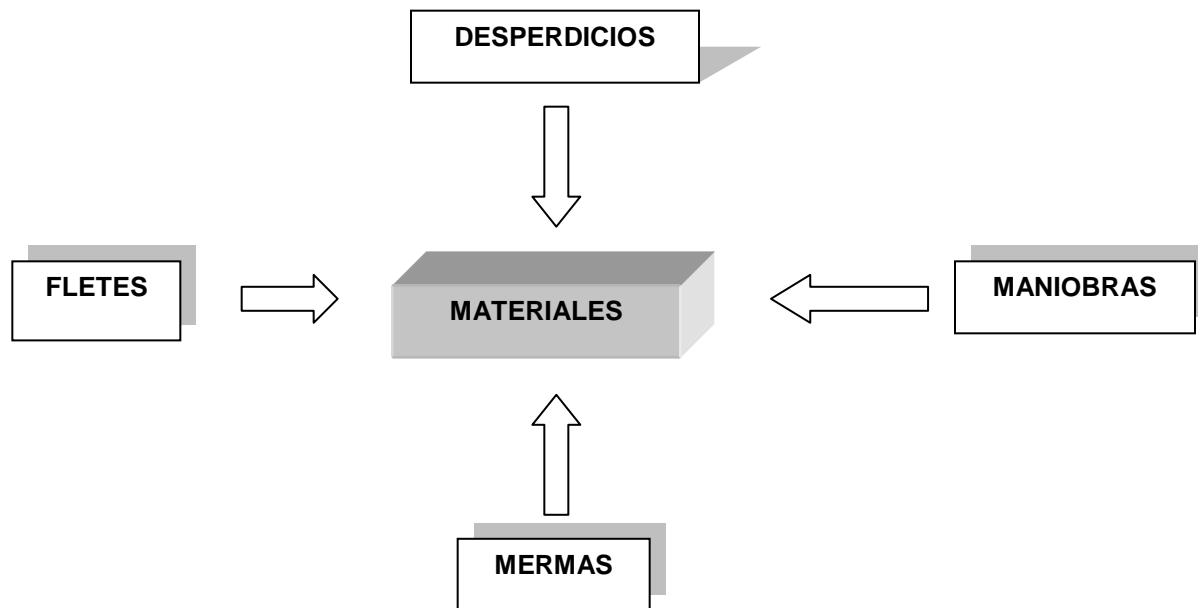 DESPERDICIOS
FLETES
MATERIALES
MANIOBRAS
MERMAS